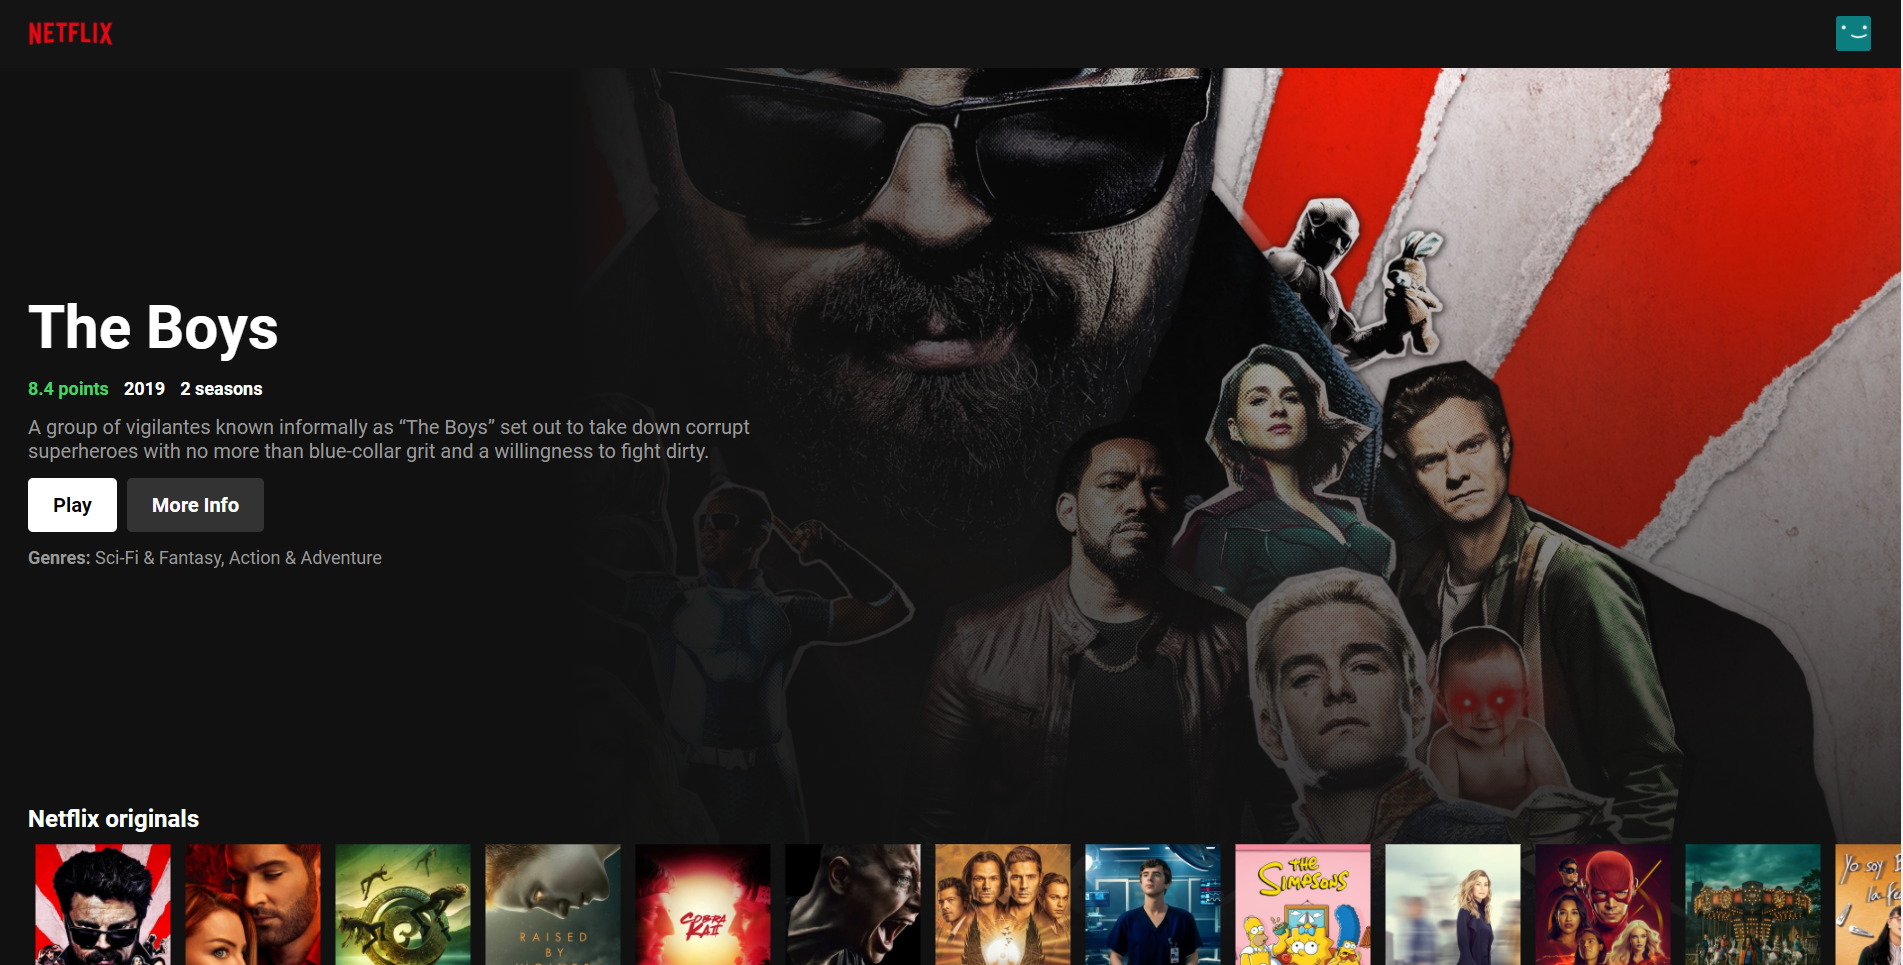 NETFLIX
The Boys
8.4 points 2019 2 seasons
A group of vigilantes known informally as “The Boys” set out to take down corrupt
superheroes with no more than blue-collar grit and a willingness to fight dirty.
Play More Info
Genres: Sci-Fi & Fantasy, Action & Adventure
Netflix originals
RAISED
BY
COBRA
KAI
THE
SIMPSONS
Yo soy